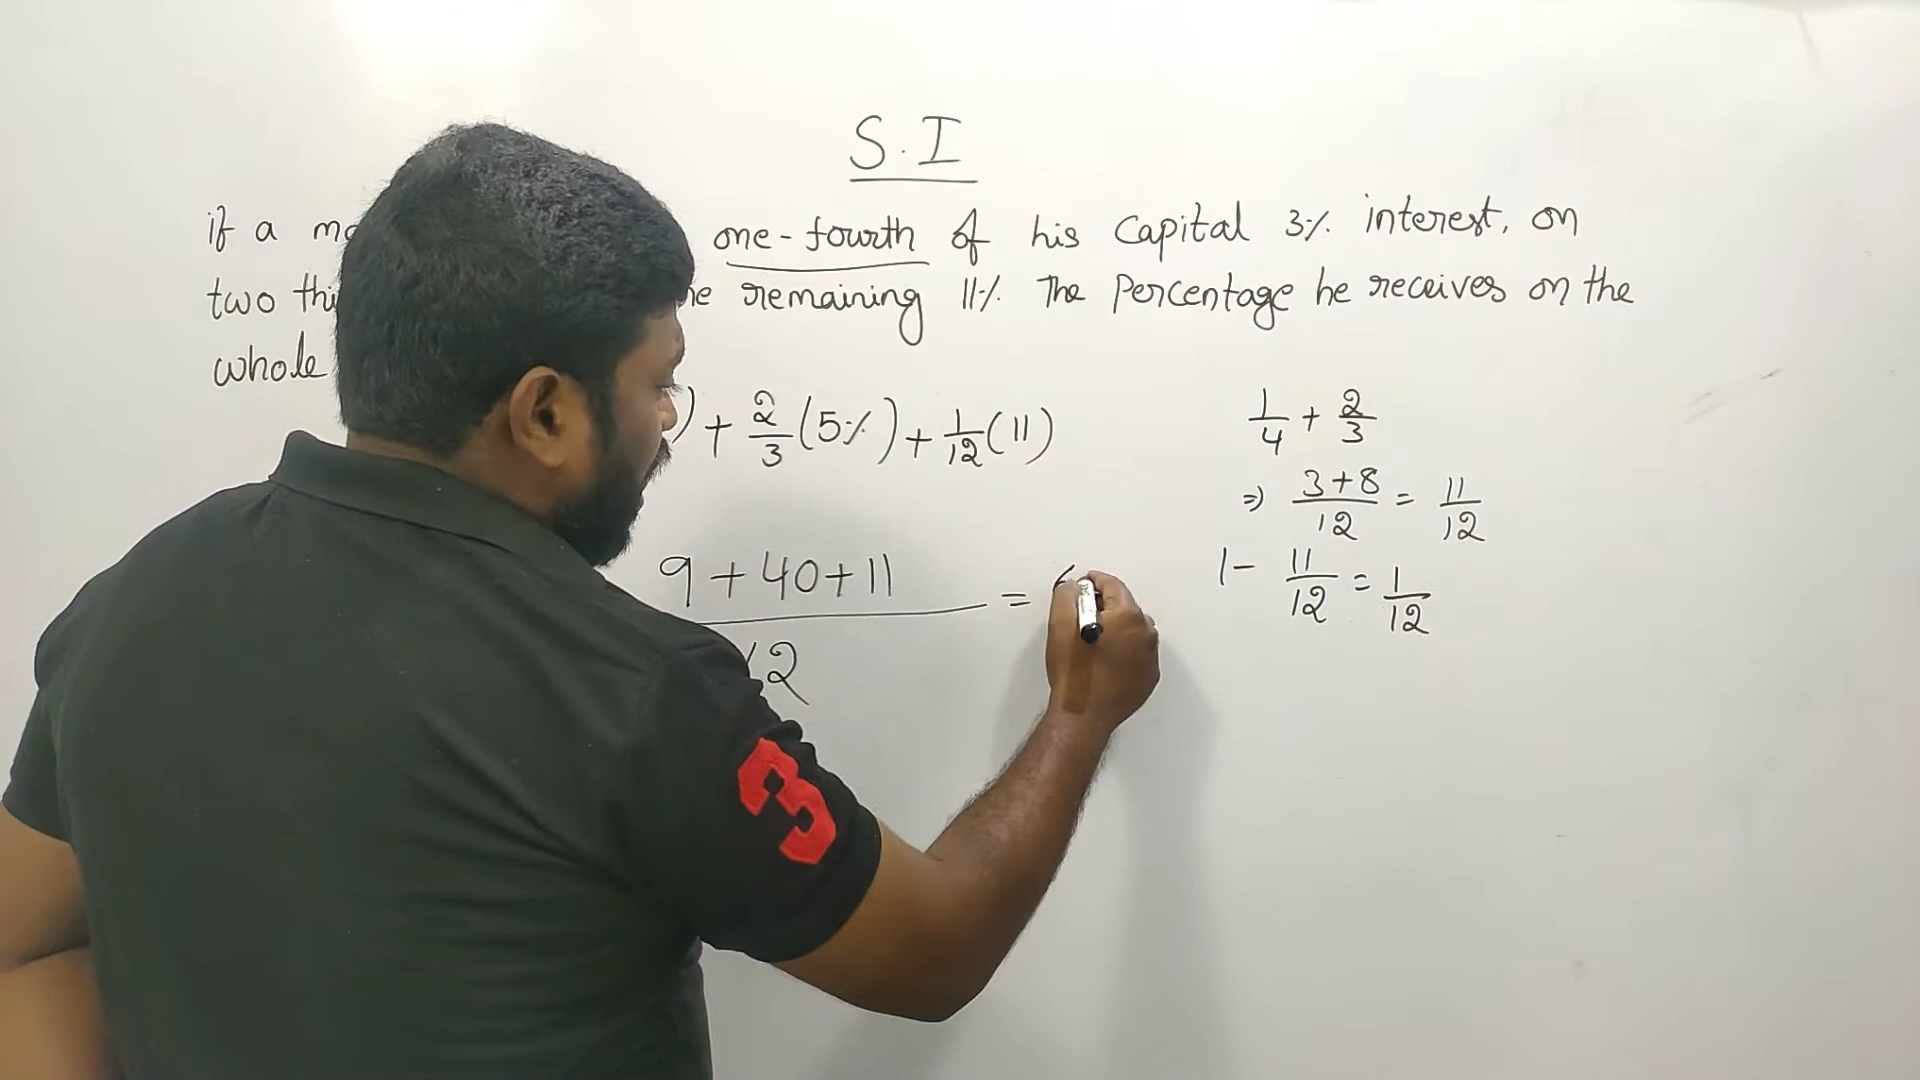 S.I
if a one-fourth of his capital 3% interest, on
two remaining 11%. The Percentage he receives on the
whole
) + 2/3 (5%) + 1/12 (11)
1/4 + 2/3
⇒ (3+8)/12 = 11/12
9+40+11 =
12
1 - 11/12 = 1/12
3